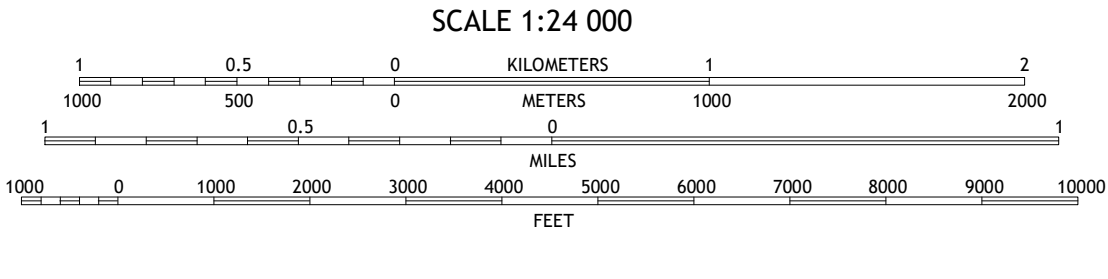 SCALE 1:24 000
1 0.5 0 KILOMETERS 1 2
1000 500 0 METERS 1000 2000
1 0.5 0 1
MILES
1000 0 1000 2000 3000 4000 5000 6000 7000 8000 9000 10000
FEET